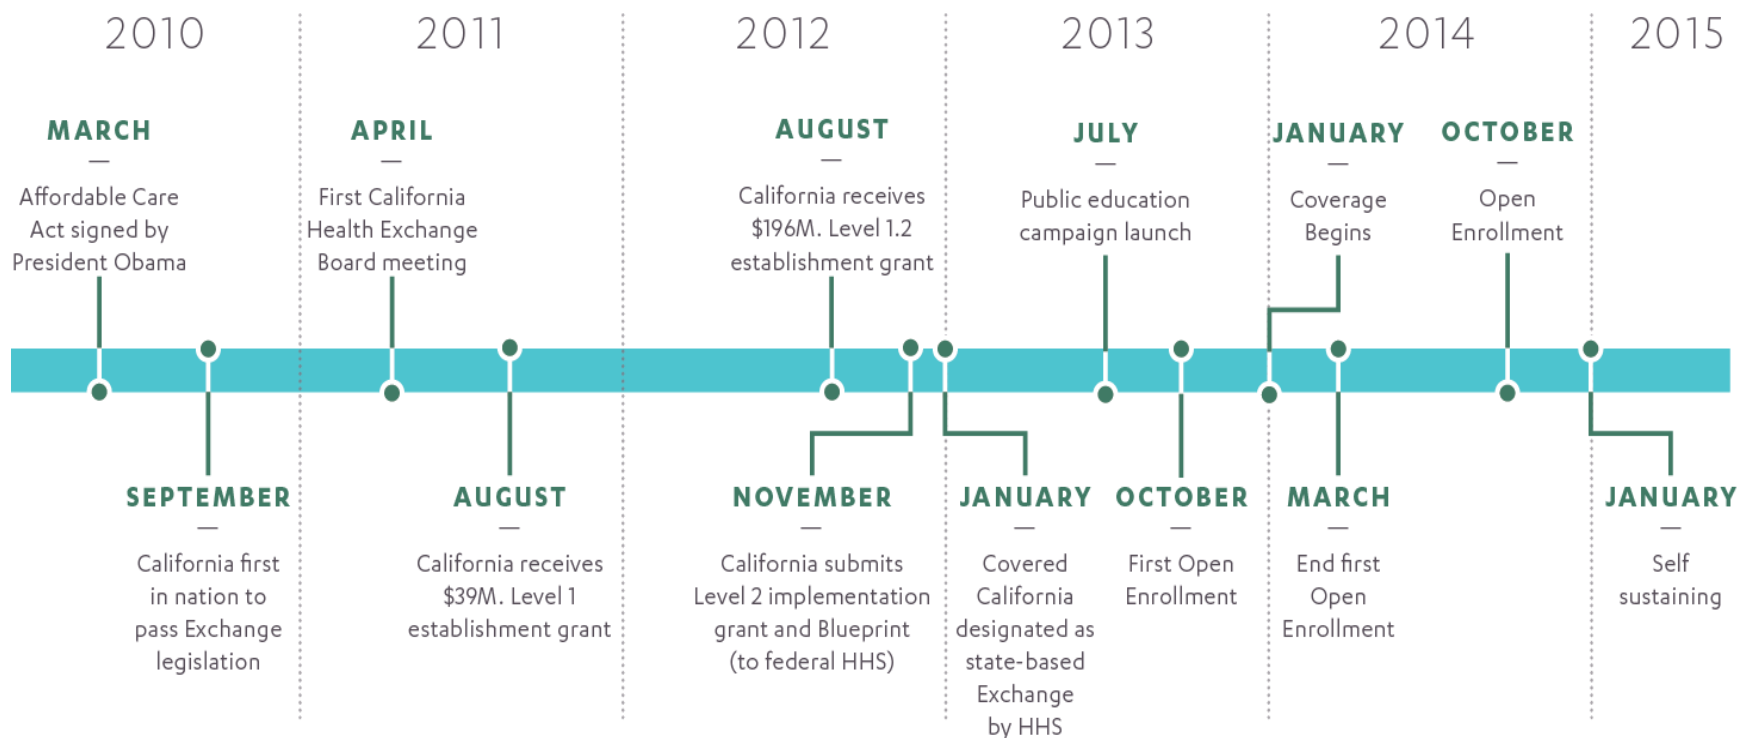 2010
2011
2012
2013
2014
2015
MARCH
—
Affordable Care
Act signed by
President Obama
APRIL
—
First California
Health Exchange
Board meeting
AUGUST
—
California receives
$196M. Level 1.2
establishment grant
JULY
—
Public education
campaign launch
JANUARY
—
Coverage
Begins
OCTOBER
—
Open
Enrollment
SEPTEMBER
—
California first
in nation to
pass Exchange
legislation
AUGUST
—
California receives
$39M. Level 1
establishment grant
NOVEMBER
—
California submits
Level 2 implementation
grant and Blueprint
(to federal HHS)
JANUARY
—
Covered
California
designated as
state-based
Exchange
by HHS
OCTOBER
—
First Open
Enrollment
MARCH
—
End first
Open
Enrollment
JANUARY
—
Self
sustaining